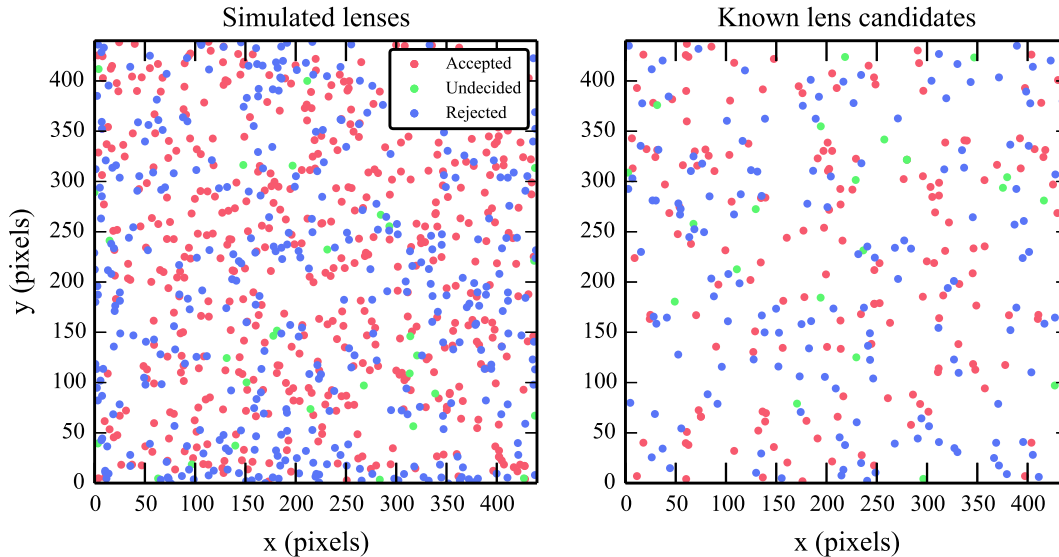 Simulated lenses
Known lens candidates
Accepted
Undecided
Rejected
y (pixels)
400
350
300
250
200
150
100
50
0
0 50 100 150 200 250 300 350 400
x (pixels)
400
350
300
250
200
150
100
50
0
0 50 100 150 200 250 300 350 400
x (pixels)